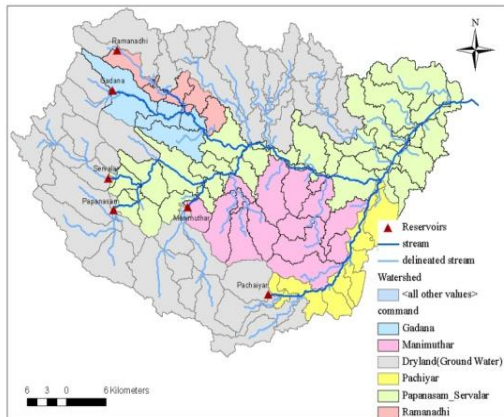 Ramanadhi
N
Gadana
Servalar
Papanasam
Manimuthar
Pachaiyar
Reservoirs
stream
delineated stream
Watershed
<all other values>
command
Gadana
Manimuthar
Dryland(Ground Water)
Pachiyar
Papanasam_Servalar
Ramanadhi
6 3 0 6 Kilometers